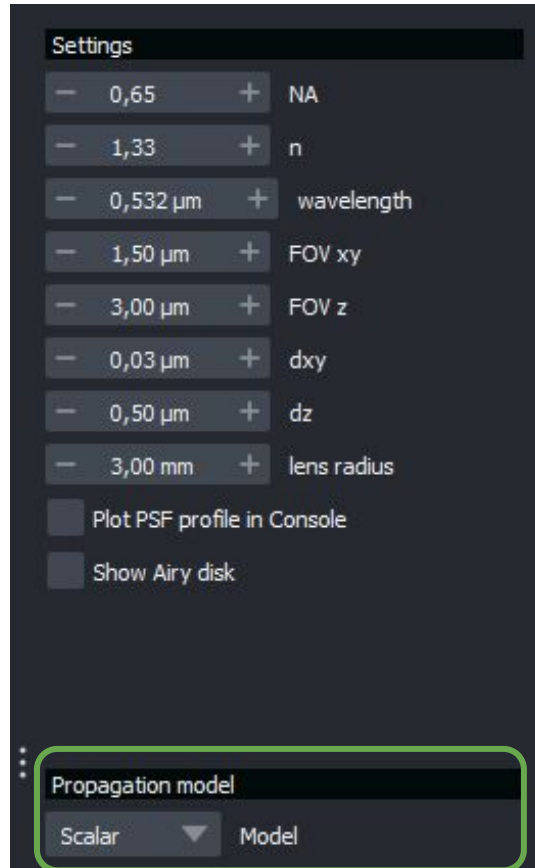 Settings
− 0,65 + NA
− 1,33 + n
− 0,532 µm + wavelength
− 1,50 µm + FOV xy
− 3,00 µm + FOV z
− 0,03 µm + dxy
− 0,50 µm + dz
− 3,00 mm + lens radius
Plot PSF profile in Console
Show Airy disk
Propagation model
Scalar Model